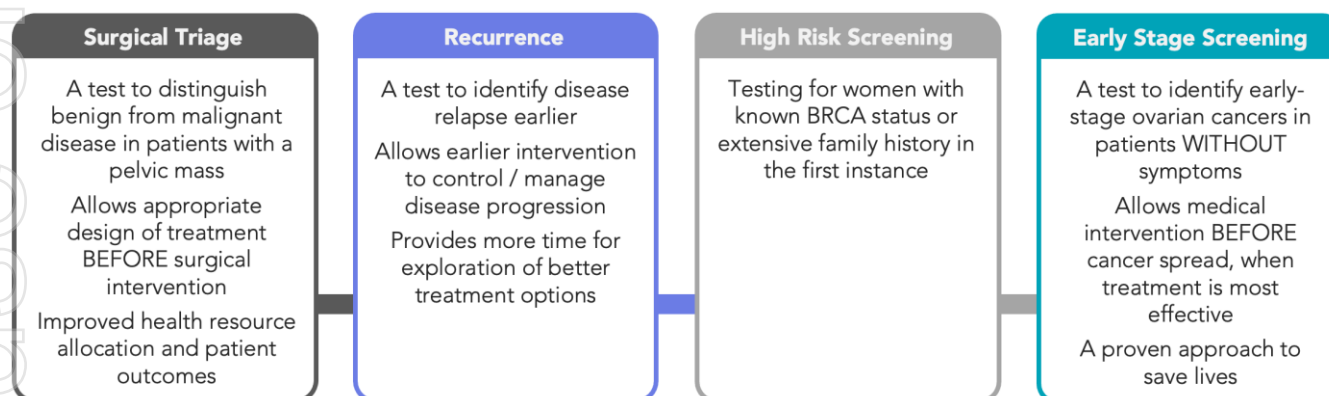 Surgical Triage
A test to distinguish
benign from malignant
disease in patients with a
pelvic mass
Allows appropriate
design of treatment
BEFORE surgical
intervention
Improved health resource
allocation and patient
outcomes
Recurrence
A test to identify disease
relapse earlier
Allows earlier intervention
to control / manage
disease progression
Provides more time for
exploration of better
treatment options
High Risk Screening
Testing for women with
known BRCA status or
extensive family history in
the first instance
Early Stage Screening
A test to identify early-
stage ovarian cancers in
patients WITHOUT
symptoms
Allows medical
intervention BEFORE
cancer spread, when
treatment is most
effective
A proven approach to
save lives